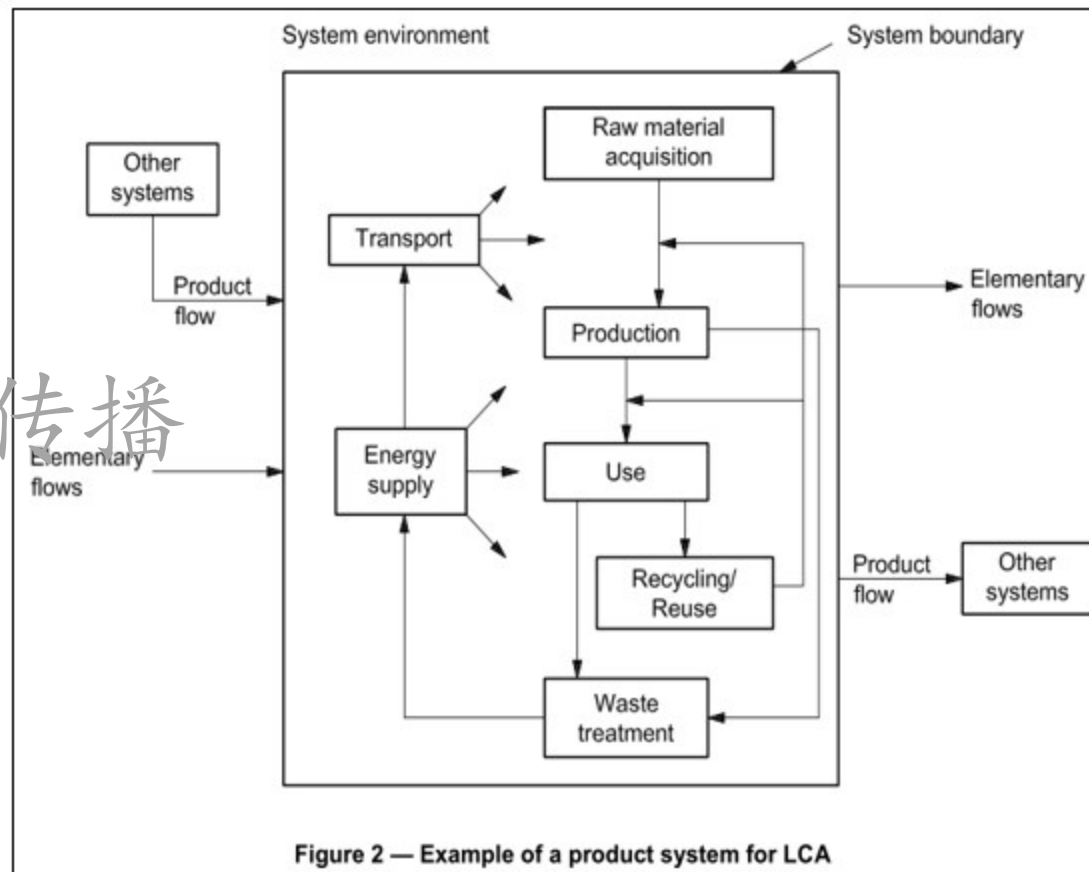 System environment
System boundary
Raw material
acquisition
Other
systems
Transport
Product
flow
Elementary
flows
Production
传播
Elementary
flows
Energy
supply
Use
Recycling/
Reuse
Product
flow
Other
systems
Waste
treatment
Figure 2 — Example of a product system for LCA